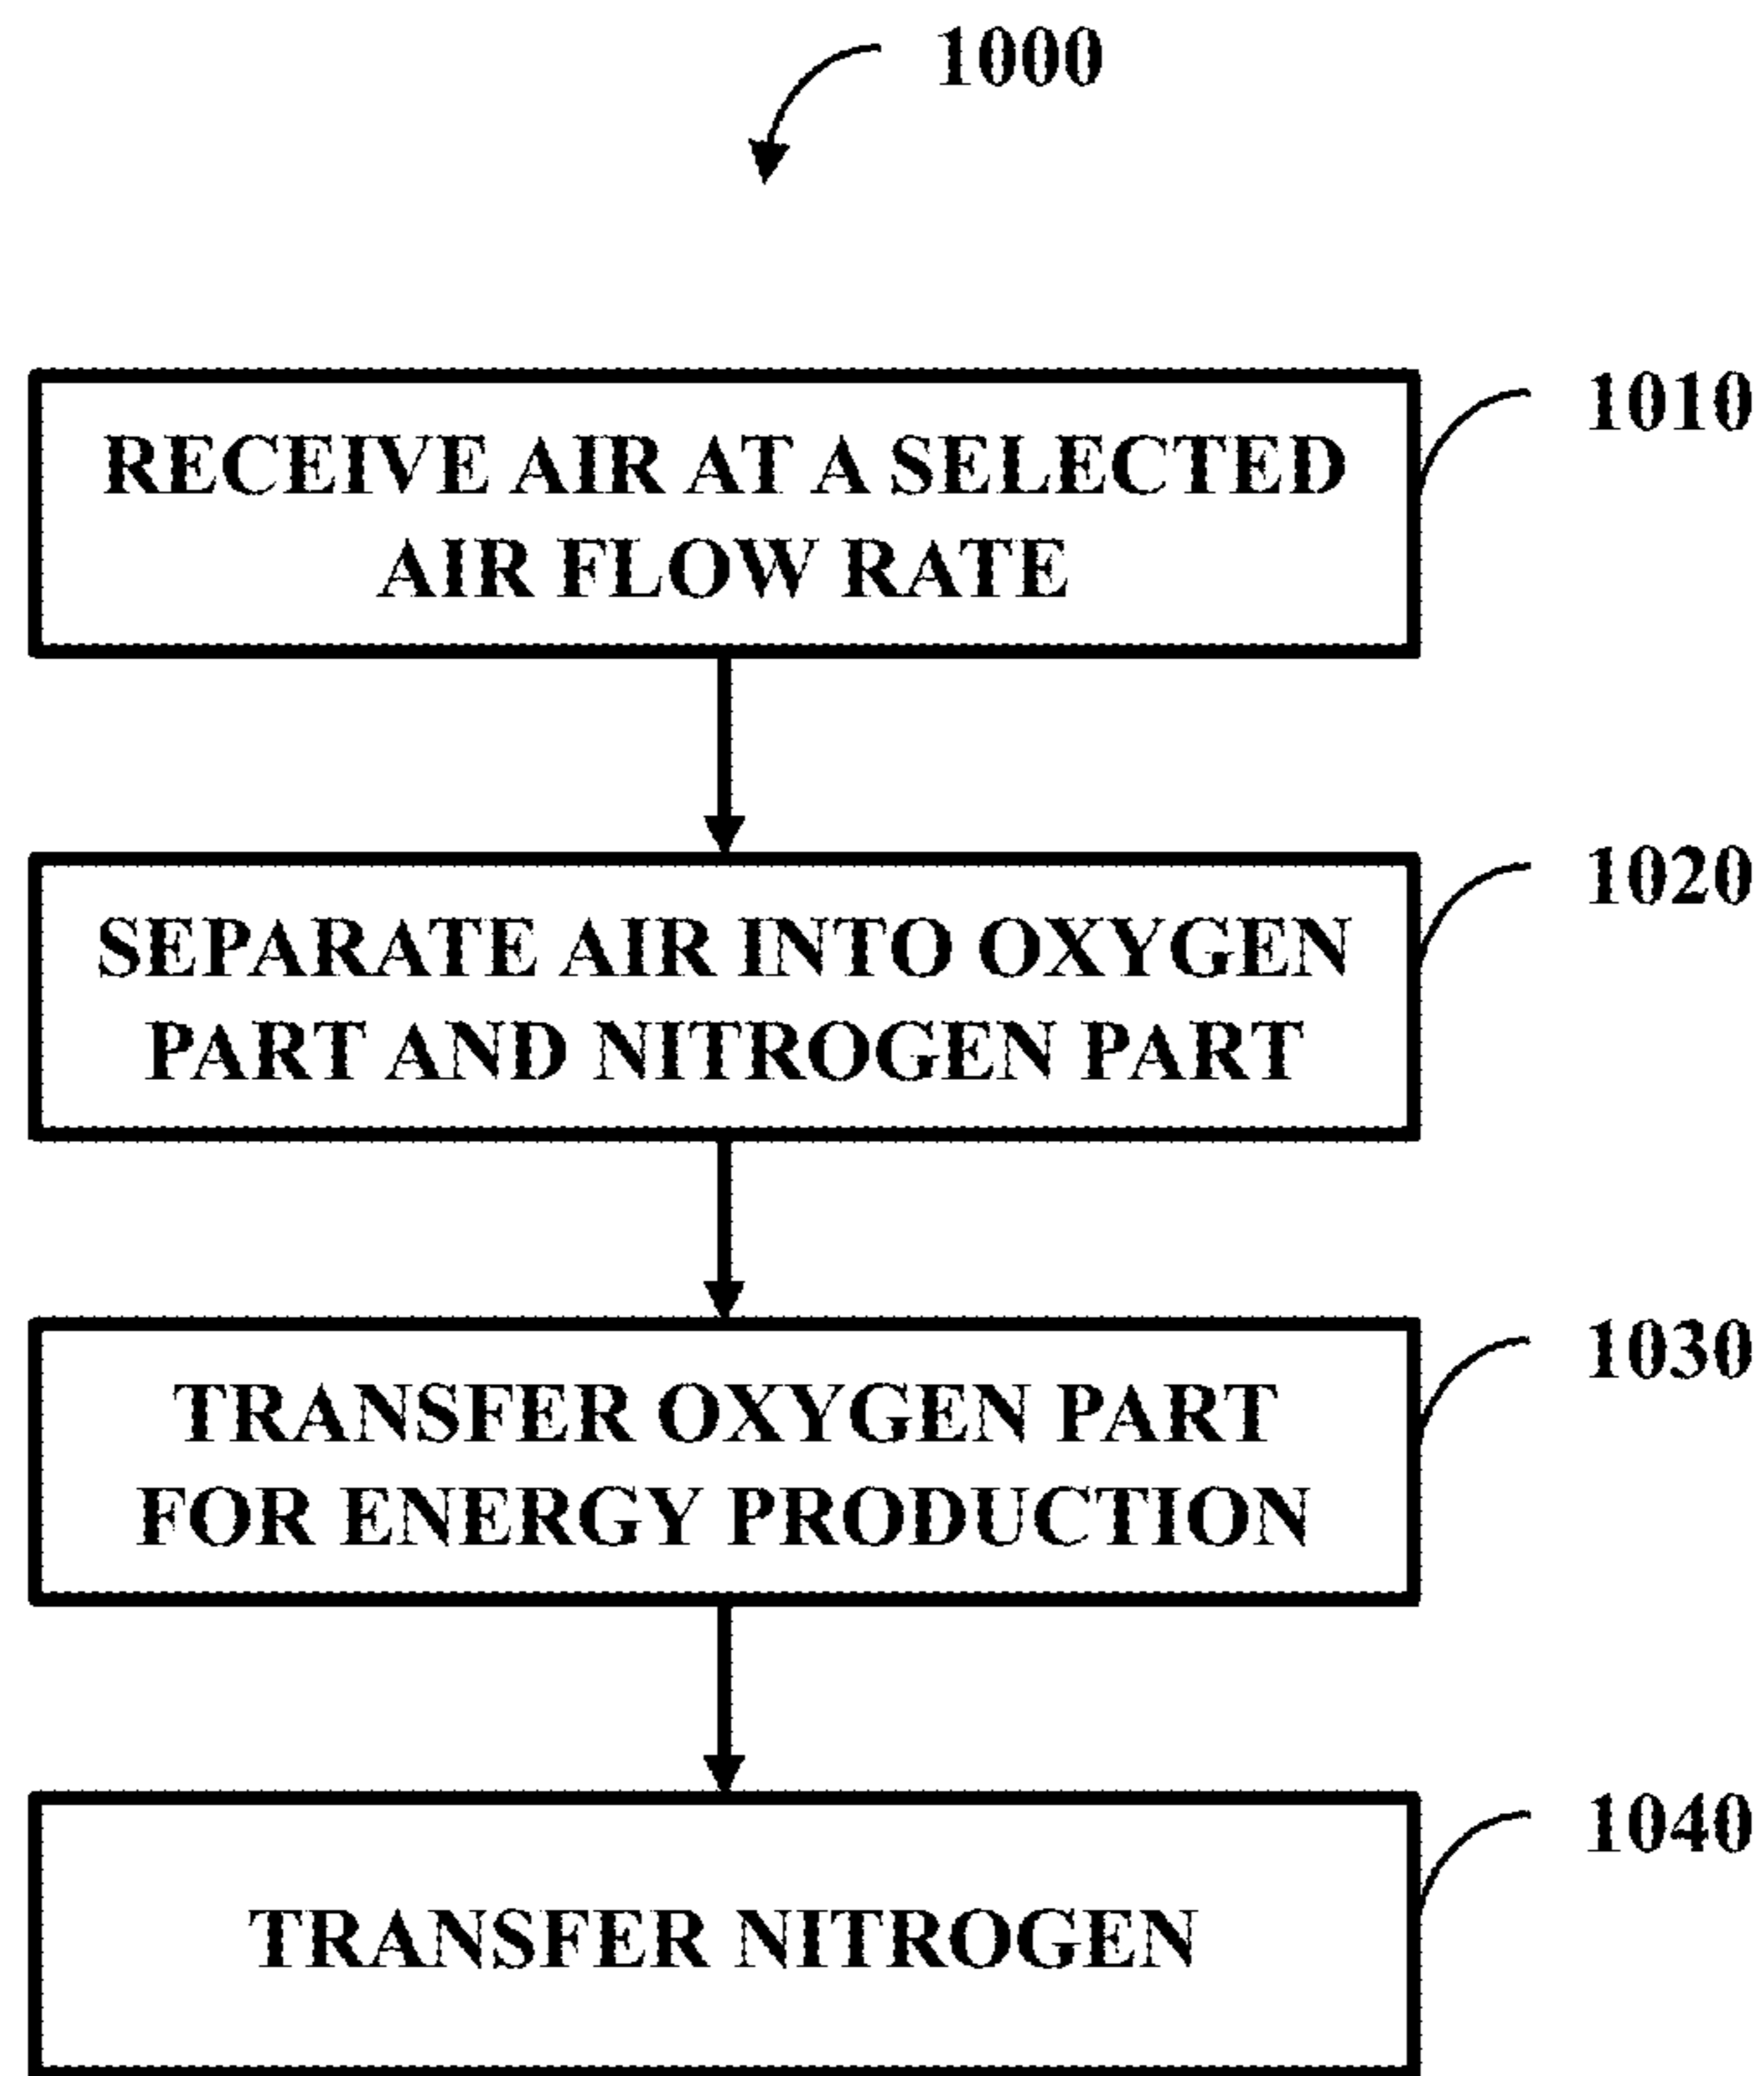 1000
1010
RECEIVE AIR AT A SELECTED
AIR FLOW RATE
1020
SEPARATE AIR INTO OXYGEN
PART AND NITROGEN PART
1030
TRANSFER OXYGEN PART
FOR ENERGY PRODUCTION
1040
TRANSFER NITROGEN